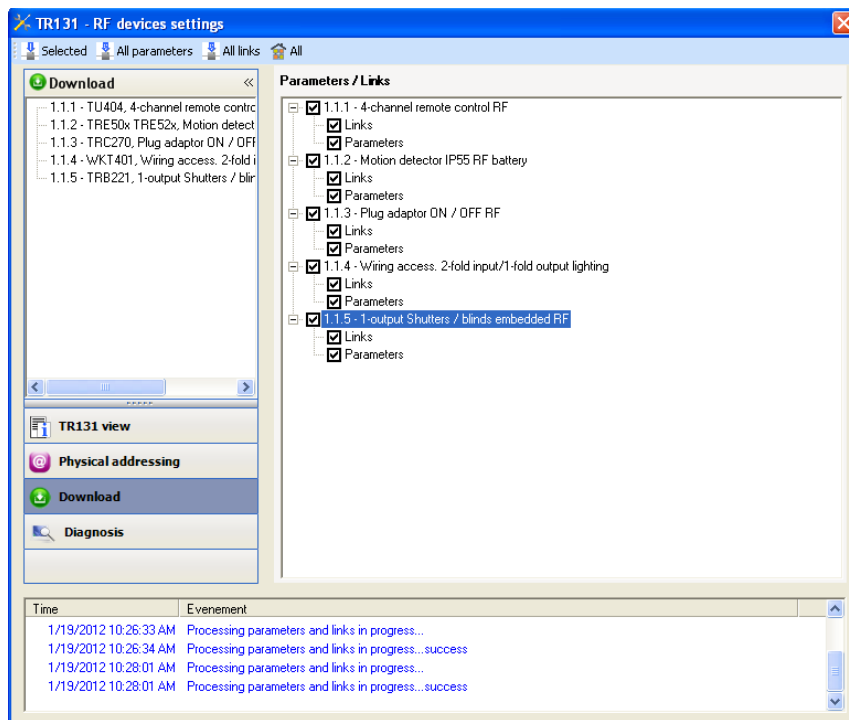 TR131 - RF devices settings
Selected All parameters All links All
Download
1.1.1 - TU404, 4-channel remote contrc
1.1.2 - TRE50x TRE52x, Motion detect
1.1.3 - TRC270, Plug adaptor ON / OFF
1.1.4 - WKT401, Wiring access. 2-fold i
1.1.5 - TRB221, 1-output Shutters / blir
TR131 view
Physical addressing
Download
Diagnosis
Parameters / Links
1.1.1 - 4-channel remote control RF
Links
Parameters
1.1.2 - Motion detector IP55 RF battery
Links
Parameters
1.1.3 - Plug adaptor ON / OFF RF
Links
Parameters
1.1.4 - Wiring access. 2-fold input/1-fold output lighting
Links
Parameters
1.1.5 - 1-output Shutters / blinds embedded RF
Links
Parameters
Time Evenement
1/19/2012 10:26:33 AM Processing parameters and links in progress...
1/19/2012 10:26:34 AM Processing parameters and links in progress...success
1/19/2012 10:28:01 AM Processing parameters and links in progress...
1/19/2012 10:28:01 AM Processing parameters and links in progress...success